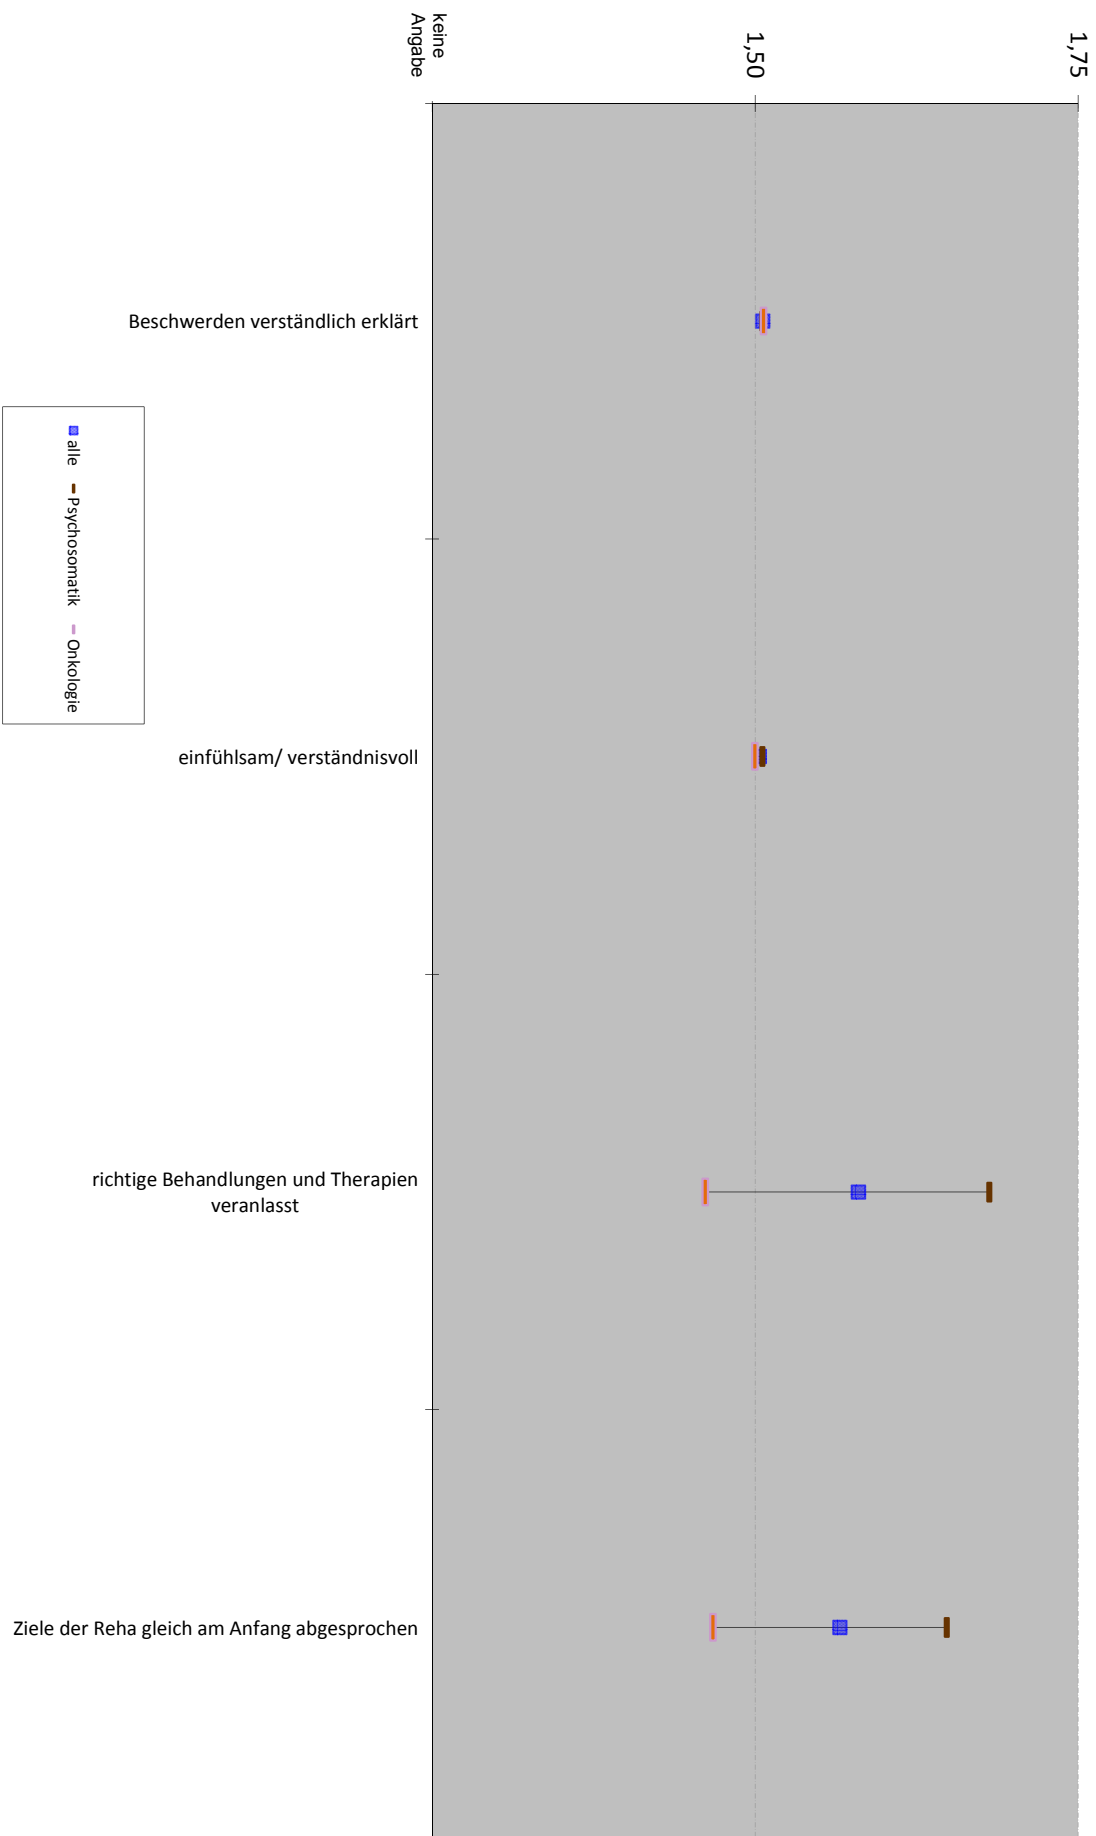 1,75
1,50
keine
Angabe
Beschwerden verständlich erklärt
einfühlsam/ verständnisvoll
richtige Behandlungen und Therapien
veranlasst
Ziele der Reha gleich am Anfang abgesprochen
alle
Psychosomatik
Onkologie